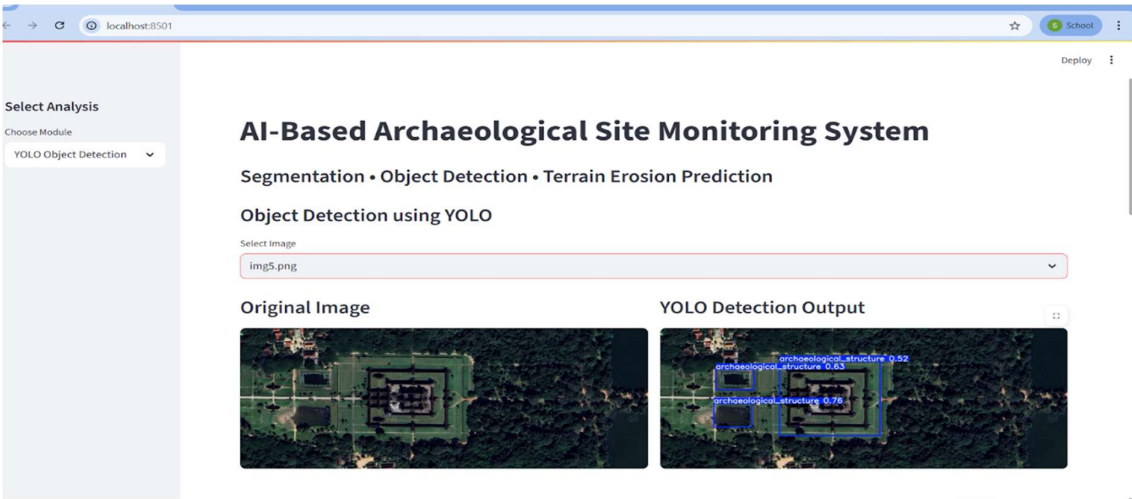 localhost:8501
S School
Deploy
Select Analysis
Choose Module
YOLO Object Detection
AI-Based Archaeological Site Monitoring System
Segmentation • Object Detection • Terrain Erosion Prediction
Object Detection using YOLO
Select Image
img5.png
Original Image
YOLO Detection Output
archaeological_structure 0.52
archaeological_structure 0.63
archaeological_structure 0.76